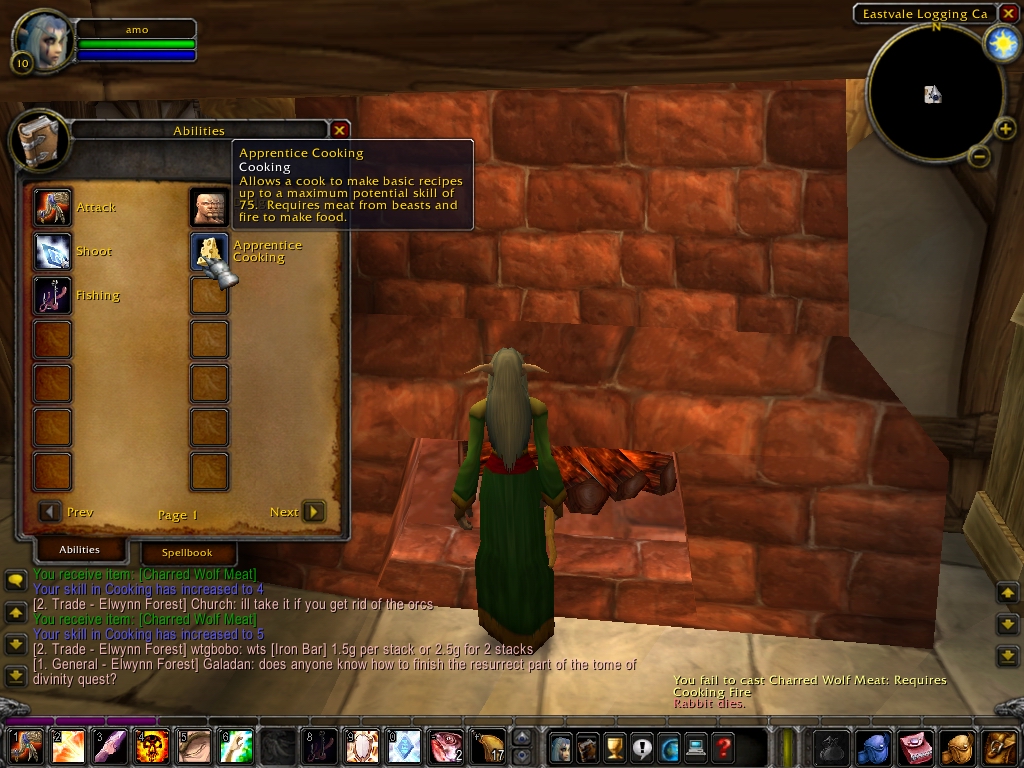 amo
10
Eastvale Logging Ca
N
Abilities
Apprentice Cooking
Cooking
Allows a cook to make basic recipes
up to a maximum potential skill of
75. Requires meat from beasts and
fire to make food.
Attack
Shoot
Apprentice
Cooking
Fishing
Prev
Page 1
Next
Abilities
Spellbook
You receive item: [Charred Wolf Meat]
Your skill in Cooking has increased to 4
[2. Trade - Elwynn Forest] Church: ill take it if you get rid of the orcs
You receive item: [Charred Wolf Meat]
Your skill in Cooking has increased to 5
[2. Trade - Elwynn Forest] wtgbobo: wts [Iron Bar] 1.5g per stack or 2.5g for 2 stacks
[1. General - Elwynn Forest] Galadan: does anyone know how to finish the resurrect part of the tome of
divinity quest?
You fail to cast Charred Wolf Meat: Requires
Cooking Fire
Rabbit dies.
1 2 3 4 5 6 8 9 0 2 17